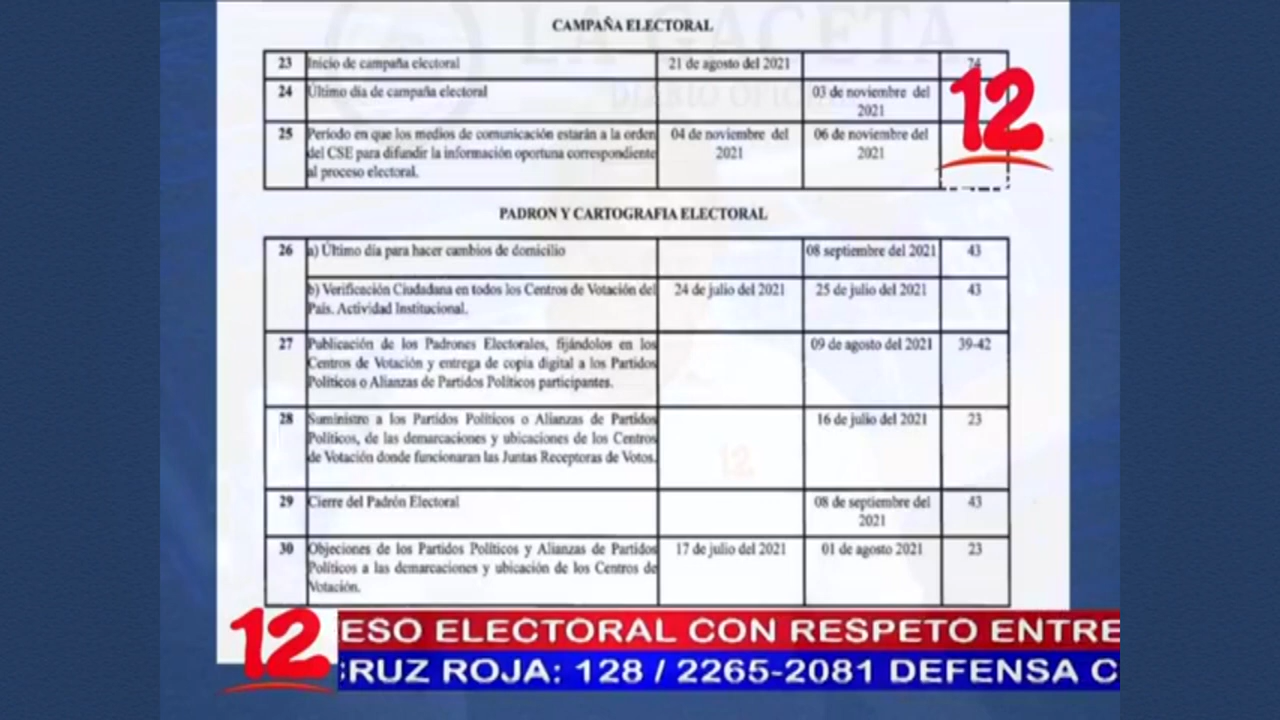 LA GACETA
DIARIO OFICIAL
CAMPAÑA ELECTORAL
23 Inicio de campaña electoral 21 de agosto del 2021 74
24 Último día de campaña electoral 03 de noviembre del
2021
25 Período en que los medios de comunicación estarán a la orden 04 de noviembre del 06 de noviembre del
del CSE para difundir la información oportuna correspondiente 2021 2021
al proceso electoral.
12
PADRON Y CARTOGRAFIA ELECTORAL
26 a) Último día para hacer cambios de domicilio 08 septiembre del 2021 43
b) Verificación Ciudadana en todos los Centros de Votación del 24 de julio del 2021 25 de julio del 2021 43
País. Actividad Institucional.
27 Publicación de los Padrones Electorales, fijándolos en los 09 de agosto del 2021 39-42
Centros de Votación y entrega de copia digital a los Partidos
Políticos o Alianzas de Partidos Políticos participantes.
28 Suministro a los Partidos Políticos o Alianzas de Partidos 16 de julio del 2021 23
Políticos, de las demarcaciones y ubicaciones de los Centros
de Votación donde funcionaran las Juntas Receptoras de Votos.
12
29 Cierre del Padrón Electoral 08 de septiembre del 43
2021
30 Objeciones de los Partidos Políticos y Alianzas de Partidos 17 de julio del 2021 01 de agosto 2021 23
Políticos a las demarcaciones y ubicación de los Centros de
Votación.
12 ESO ELECTORAL CON RESPETO ENTRE
RUZ ROJA: 128 / 2265-2081 DEFENSA C